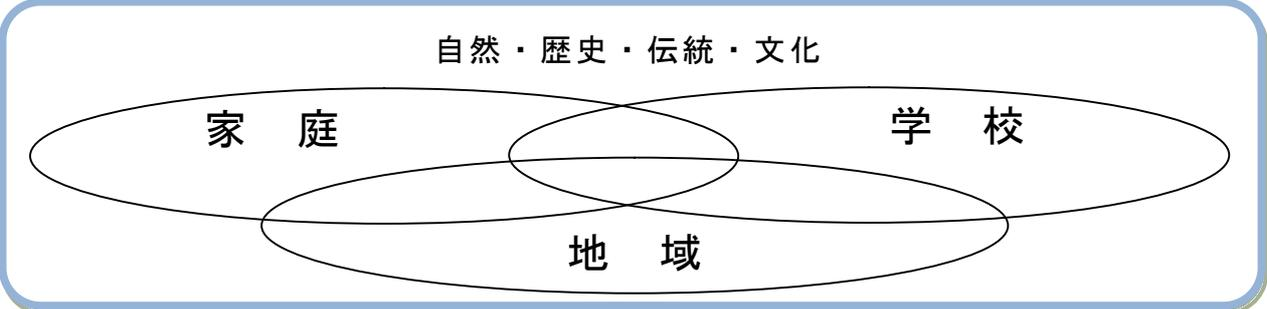 自然・歴史・伝統・文化
家 庭
学 校
地 域